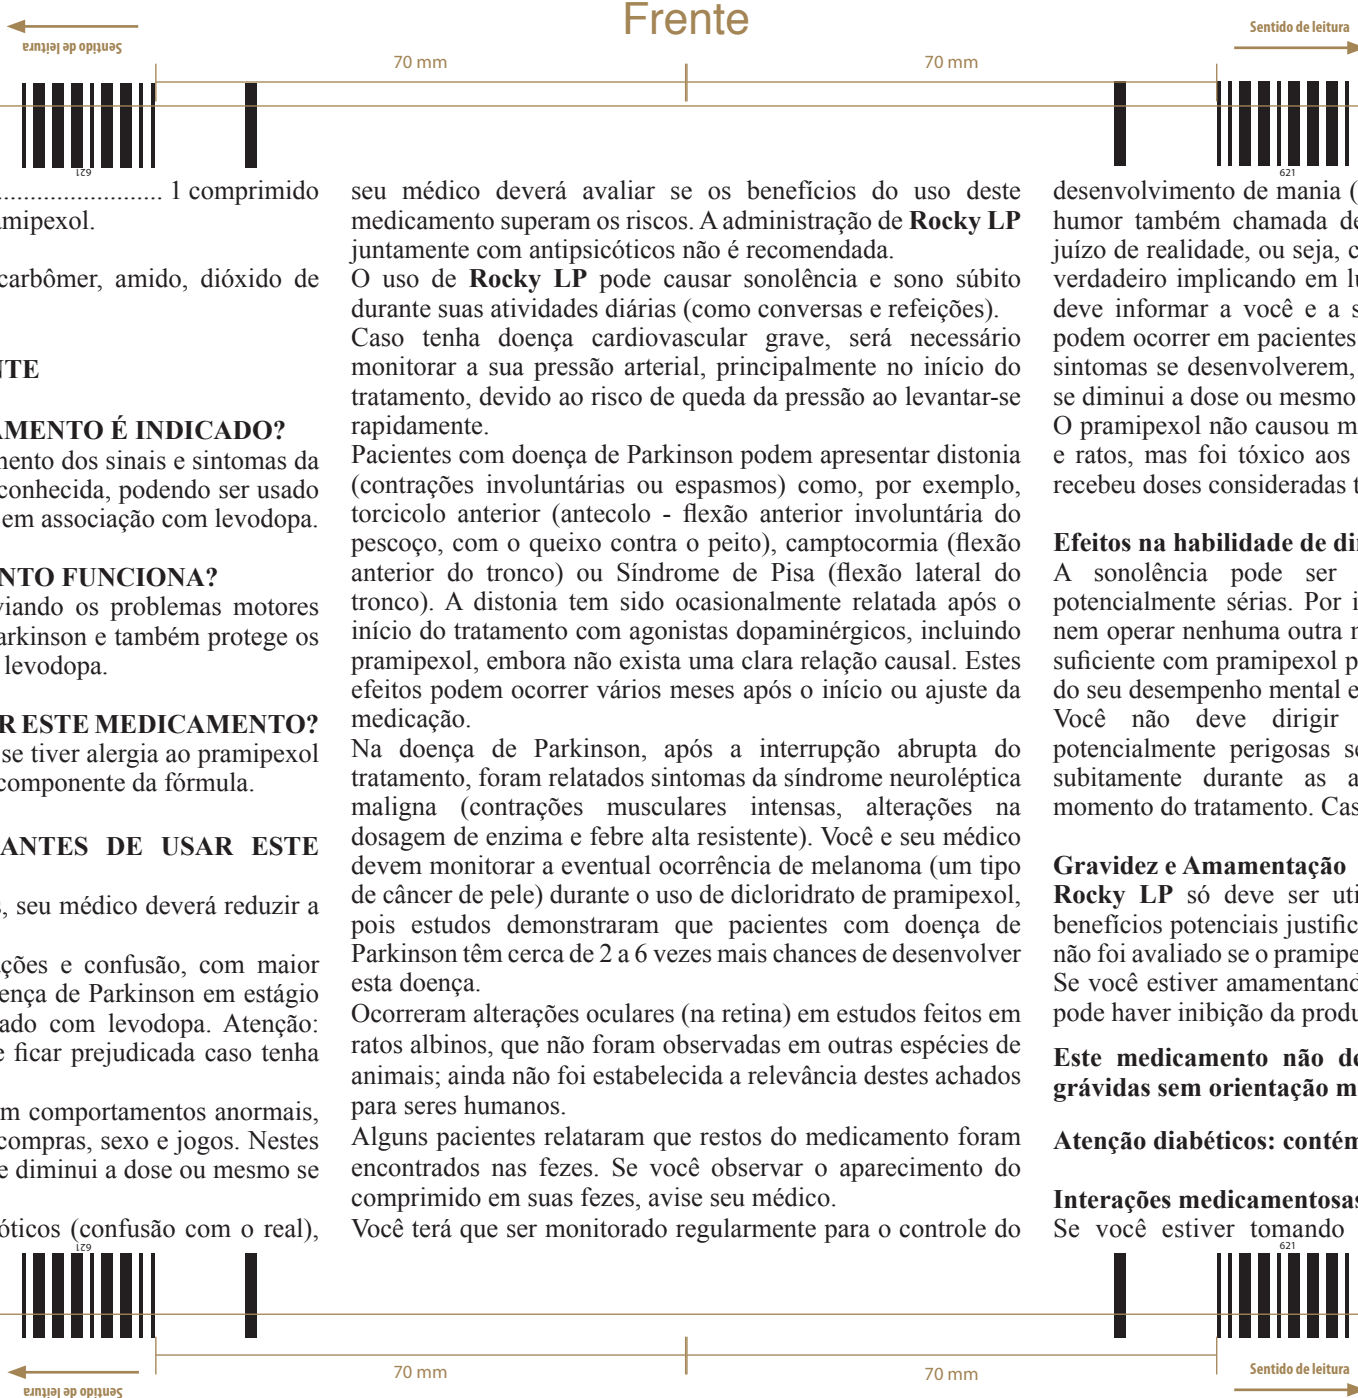 Frente
Sentido de leitura
Sentido de leitura
70 mm
70 mm
621
621
1 comprimido
amipexol.
carbômer, amido, dióxido de
NTE
AMENTO É INDICADO?
mento dos sinais e sintomas da
conhecida, podendo ser usado
em associação com levodopa.
NTO FUNCIONA?
viando os problemas motores
arkinson e também protege os
levodopa.
R ESTE MEDICAMENTO?
se tiver alergia ao pramipexol
componente da fórmula.
ANTES DE USAR ESTE
s, seu médico deverá reduzir a
ções e confusão, com maior
ença de Parkinson em estágio
ado com levodopa. Atenção:
e ficar prejudicada caso tenha
m comportamentos anormais,
compras, sexo e jogos. Nestes
e diminui a dose ou mesmo se
óticos (confusão com o real),
seu médico deverá avaliar se os benefícios do uso deste
medicamento superam os riscos. A administração de Rocky LP
juntamente com antipsicóticos não é recomendada.
O uso de Rocky LP pode causar sonolência e sono súbito
durante suas atividades diárias (como conversas e refeições).
Caso tenha doença cardiovascular grave, será necessário
monitorar a sua pressão arterial, principalmente no início do
tratamento, devido ao risco de queda da pressão ao levantar-se
rapidamente.
Pacientes com doença de Parkinson podem apresentar distonia
(contrações involuntárias ou espasmos) como, por exemplo,
torcicolo anterior (antecolo - flexão anterior involuntária do
pescoço, com o queixo contra o peito), camptocormia (flexão
anterior do tronco) ou Síndrome de Pisa (flexão lateral do
tronco). A distonia tem sido ocasionalmente relatada após o
início do tratamento com agonistas dopaminérgicos, incluindo
pramipexol, embora não exista uma clara relação causal. Estes
efeitos podem ocorrer vários meses após o início ou ajuste da
medicação.
Na doença de Parkinson, após a interrupção abrupta do
tratamento, foram relatados sintomas da síndrome neuroléptica
maligna (contrações musculares intensas, alterações na
dosagem de enzima e febre alta resistente). Você e seu médico
devem monitorar a eventual ocorrência de melanoma (um tipo
de câncer de pele) durante o uso de dicloridrato de pramipexol,
pois estudos demonstraram que pacientes com doença de
Parkinson têm cerca de 2 a 6 vezes mais chances de desenvolver
esta doença.
Ocorreram alterações oculares (na retina) em estudos feitos em
ratos albinos, que não foram observadas em outras espécies de
animais; ainda não foi estabelecida a relevância destes achados
para seres humanos.
Alguns pacientes relataram que restos do medicamento foram
encontrados nas fezes. Se você observar o aparecimento do
comprimido em suas fezes, avise seu médico.
Você terá que ser monitorado regularmente para o controle do
desenvolvimento de mania (
humor também chamada de
juízo de realidade, ou seja, c
verdadeiro implicando em lu
deve informar a você e a s
podem ocorrer em pacientes
sintomas se desenvolverem,
se diminui a dose ou mesmo
O pramipexol não causou m
e ratos, mas foi tóxico aos
recebeu doses consideradas t
Efeitos na habilidade de dir
A sonolência pode ser
potencialmente sérias. Por i
nem operar nenhuma outra m
suficiente com pramipexol p
do seu desempenho mental e
Você não deve dirigir
potencialmente perigosas se
subitamente durante as a
momento do tratamento. Cas
Gravidez e Amamentação
Rocky LP só deve ser uti
benefícios potenciais justific
não foi avaliado se o pramipe
Se você estiver amamentand
pode haver inibição da produ
Este medicamento não de
grávidas sem orientação m
Atenção diabéticos: contém
Interações medicamentosas
Se você estiver tomando
621
621
70 mm
70 mm
Sentido de leitura
Sentido de leitura